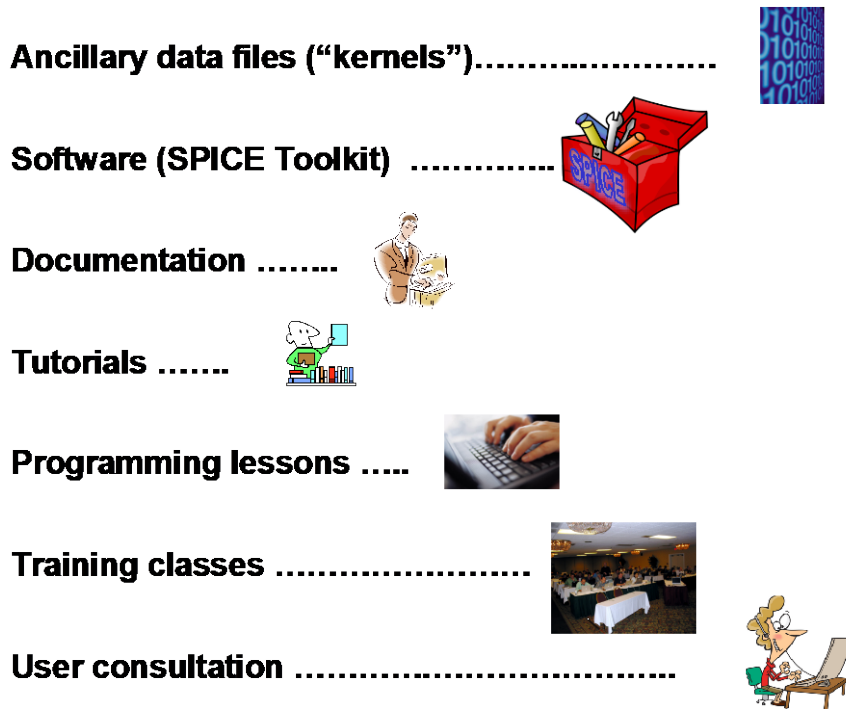 Ancillary data files (“kernels”)……….…………
Software (SPICE Toolkit) …………..
SPICE
Documentation ……..
Tutorials …….
Programming lessons …..
Training classes ……………………
User consultation …………………………………..